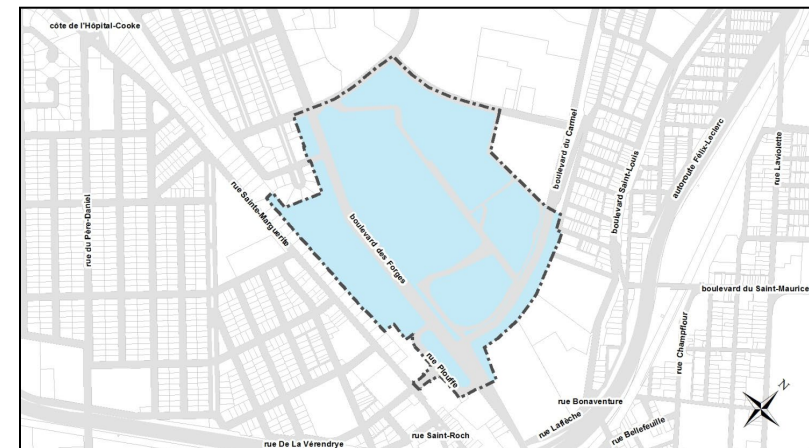 côte de l'Hôpital-Cooke
boulevard du Carmel
autoroute Félix-Leclerc
rue Laviolette
boulevard Saint-Louis
rue du Père-Daniel
rue Sainte-Marguerite
boulevard des Forges
boulevard du Saint-Maurice
rue Champflour
rue Plouffe
rue Bonaventure
N
rue Laflèche
rue Bellefeuille
rue Saint-Roch
rue De La Vérendrye